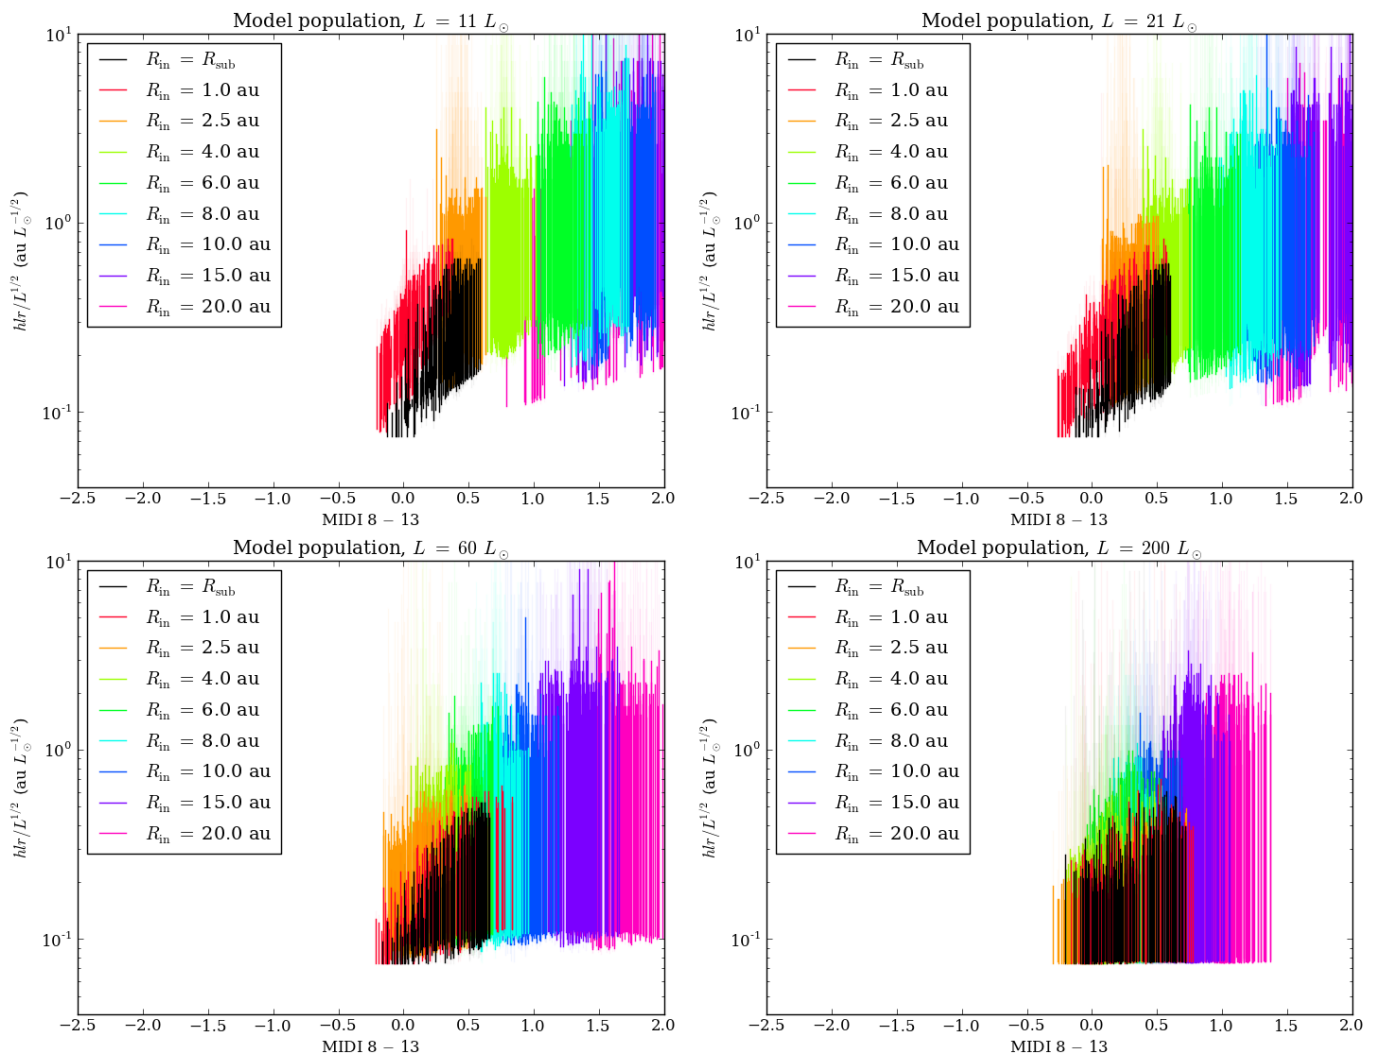 Model population, L = 11 L⊙
10^1
10^0
10^-1
hlr/L^1/2 (au L⊙^-1/2)
R_in = R_sub
R_in = 1.0 au
R_in = 2.5 au
R_in = 4.0 au
R_in = 6.0 au
R_in = 8.0 au
R_in = 10.0 au
R_in = 15.0 au
R_in = 20.0 au
−2.5 −2.0 −1.5 −1.0 −0.5 0.0 0.5 1.0 1.5 2.0
MIDI 8 − 13
Model population, L = 21 L⊙
10^1
10^0
10^-1
hlr/L^1/2 (au L⊙^-1/2)
R_in = R_sub
R_in = 1.0 au
R_in = 2.5 au
R_in = 4.0 au
R_in = 6.0 au
R_in = 8.0 au
R_in = 10.0 au
R_in = 15.0 au
R_in = 20.0 au
−2.5 −2.0 −1.5 −1.0 −0.5 0.0 0.5 1.0 1.5 2.0
MIDI 8 − 13
Model population, L = 60 L⊙
10^1
10^0
10^-1
hlr/L^1/2 (au L⊙^-1/2)
R_in = R_sub
R_in = 1.0 au
R_in = 2.5 au
R_in = 4.0 au
R_in = 6.0 au
R_in = 8.0 au
R_in = 10.0 au
R_in = 15.0 au
R_in = 20.0 au
−2.5 −2.0 −1.5 −1.0 −0.5 0.0 0.5 1.0 1.5 2.0
MIDI 8 − 13
Model population, L = 200 L⊙
10^1
10^0
10^-1
hlr/L^1/2 (au L⊙^-1/2)
R_in = R_sub
R_in = 1.0 au
R_in = 2.5 au
R_in = 4.0 au
R_in = 6.0 au
R_in = 8.0 au
R_in = 10.0 au
R_in = 15.0 au
R_in = 20.0 au
−2.5 −2.0 −1.5 −1.0 −0.5 0.0 0.5 1.0 1.5 2.0
MIDI 8 − 13